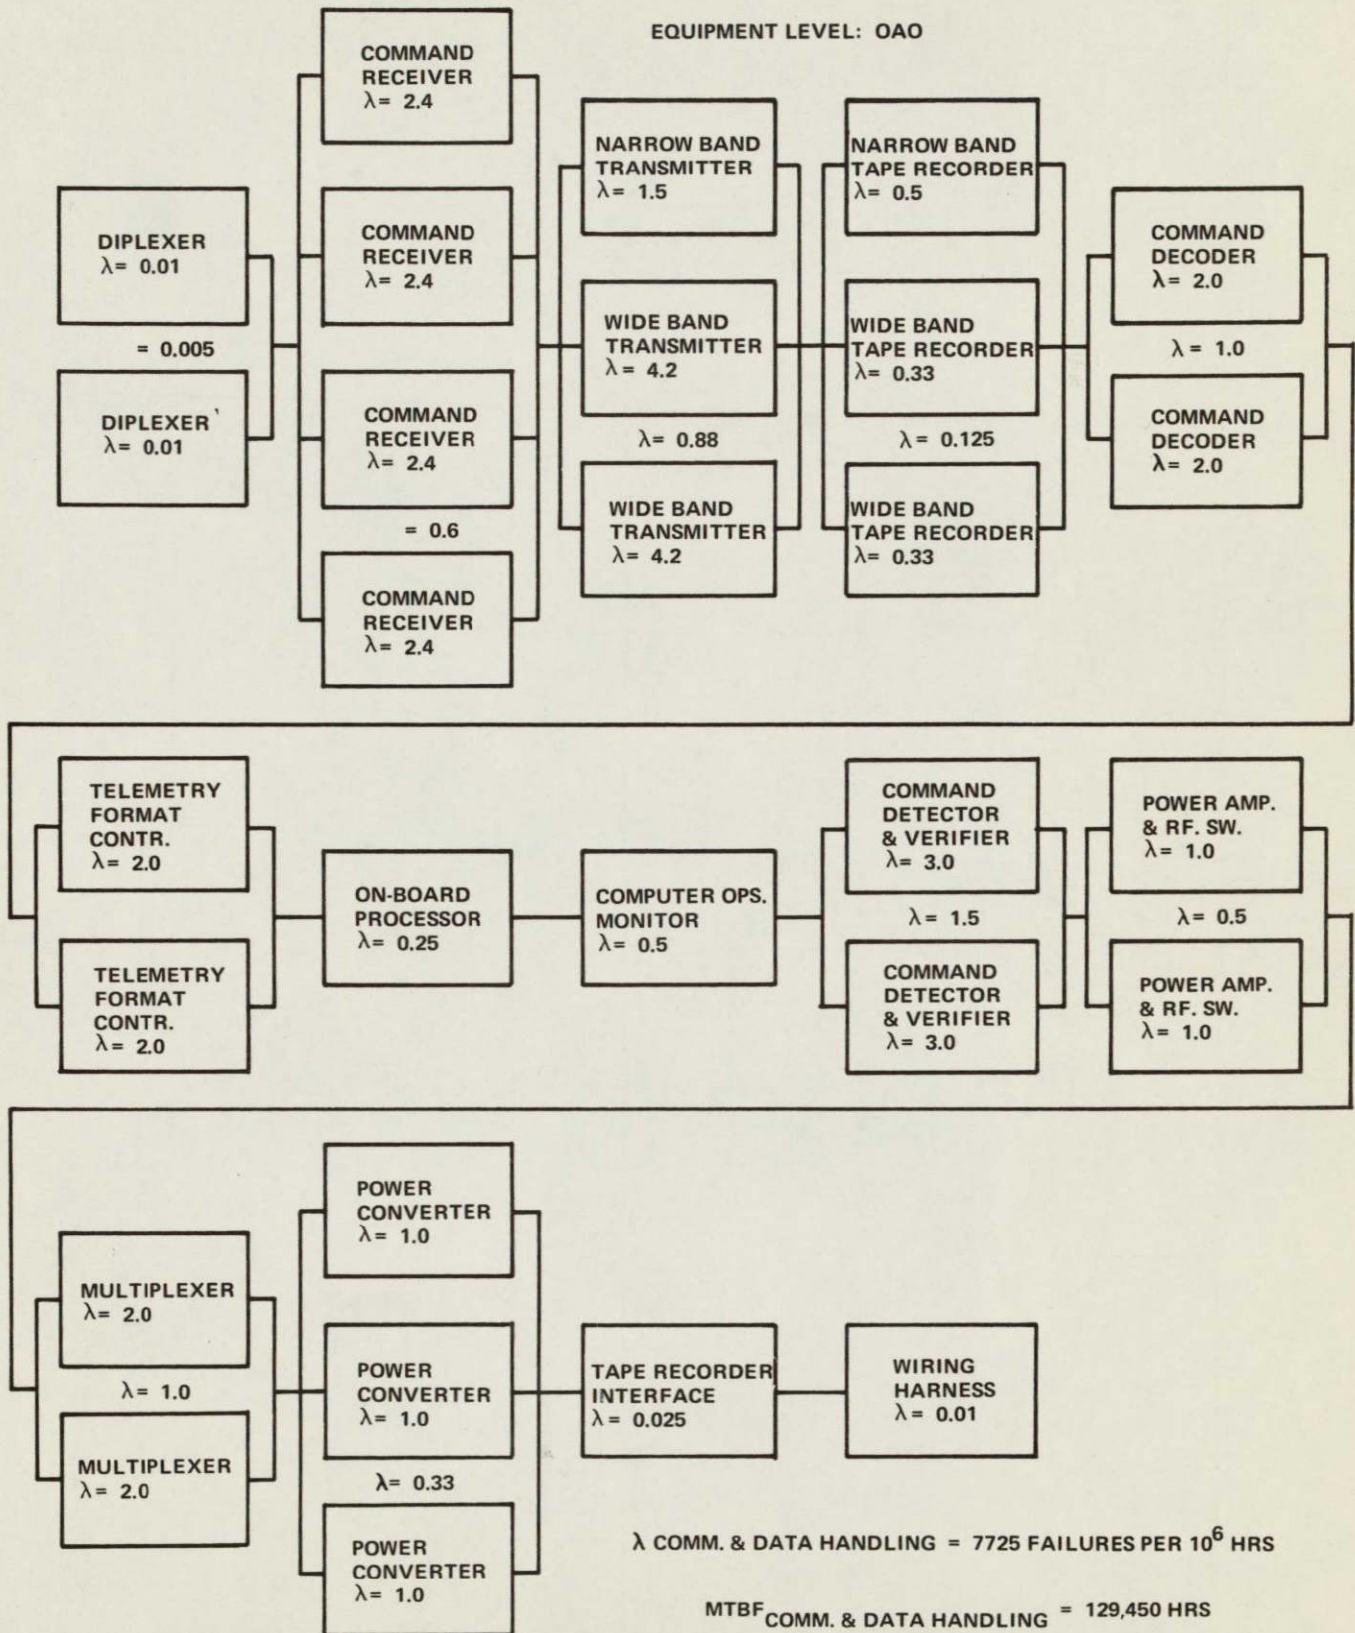 EQUIPMENT LEVEL: OAO
DIPLEXER
λ= 0.01
= 0.005
DIPLEXER
λ= 0.01
COMMAND
RECEIVER
λ= 2.4
COMMAND
RECEIVER
λ= 2.4
COMMAND
RECEIVER
λ= 2.4
= 0.6
COMMAND
RECEIVER
λ= 2.4
NARROW BAND
TRANSMITTER
λ= 1.5
WIDE BAND
TRANSMITTER
λ= 4.2
λ= 0.88
WIDE BAND
TRANSMITTER
λ= 4.2
NARROW BAND
TAPE RECORDER
λ= 0.5
WIDE BAND
TAPE RECORDER
λ= 0.33
λ= 0.125
WIDE BAND
TAPE RECORDER
λ= 0.33
COMMAND
DECODER
λ= 2.0
λ = 1.0
COMMAND
DECODER
λ= 2.0
TELEMETRY
FORMAT
CONTR.
λ= 2.0
TELEMETRY
FORMAT
CONTR.
λ= 2.0
ON-BOARD
PROCESSOR
λ= 0.25
COMPUTER OPS.
MONITOR
λ= 0.5
COMMAND
DETECTOR
& VERIFIER
λ= 3.0
λ = 1.5
COMMAND
DETECTOR
& VERIFIER
λ= 3.0
POWER AMP.
& RF. SW.
λ= 1.0
λ= 0.5
POWER AMP.
& RF. SW.
λ= 1.0
MULTIPLEXER
λ= 2.0
λ= 1.0
MULTIPLEXER
λ= 2.0
POWER
CONVERTER
λ= 1.0
POWER
CONVERTER
λ= 1.0
λ= 0.33
POWER
CONVERTER
λ= 1.0
TAPE RECORDER
INTERFACE
λ = 0.025
WIRING
HARNESS
λ= 0.01
λ COMM. & DATA HANDLING = 7725 FAILURES PER 10⁶ HRS
MTBF COMM. & DATA HANDLING = 129,450 HRS